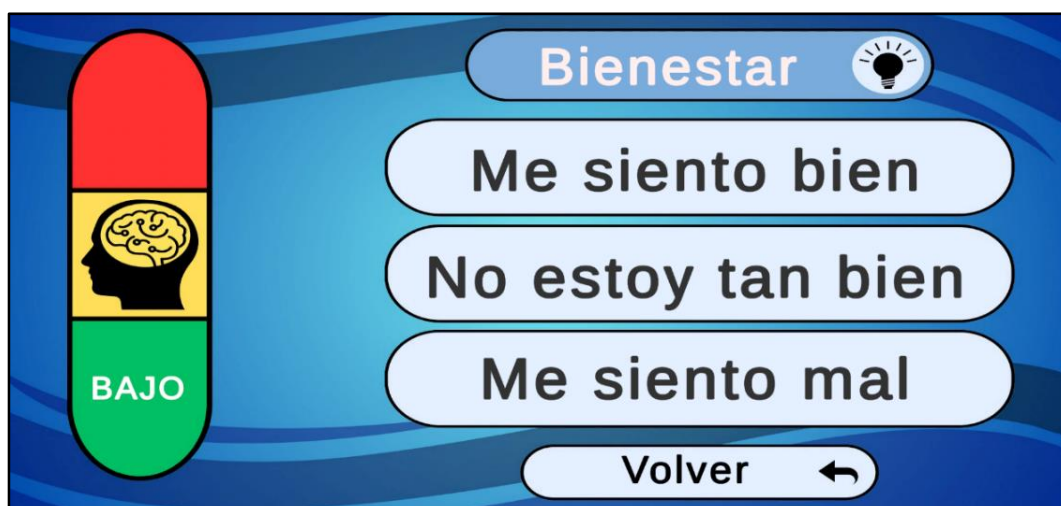 Bienestar
Me siento bien
No estoy tan bien
BAJO
Me siento mal
Volver